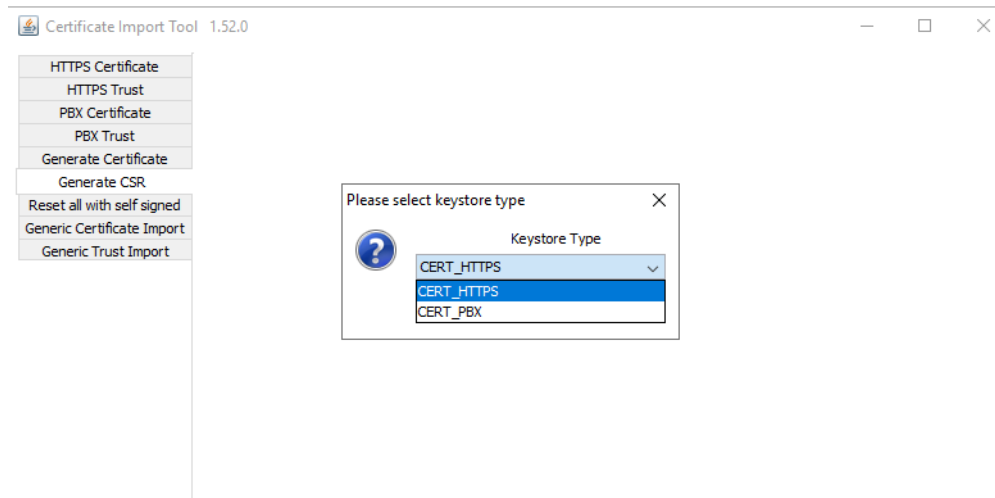 Certificate Import Tool 1.52.0
HTTPS Certificate
HTTPS Trust
PBX Certificate
PBX Trust
Generate Certificate
Generate CSR
Reset all with self signed
Generic Certificate Import
Generic Trust Import
Please select keystore type
Keystore Type
CERT_HTTPS
CERT_HTTPS
CERT_PBX